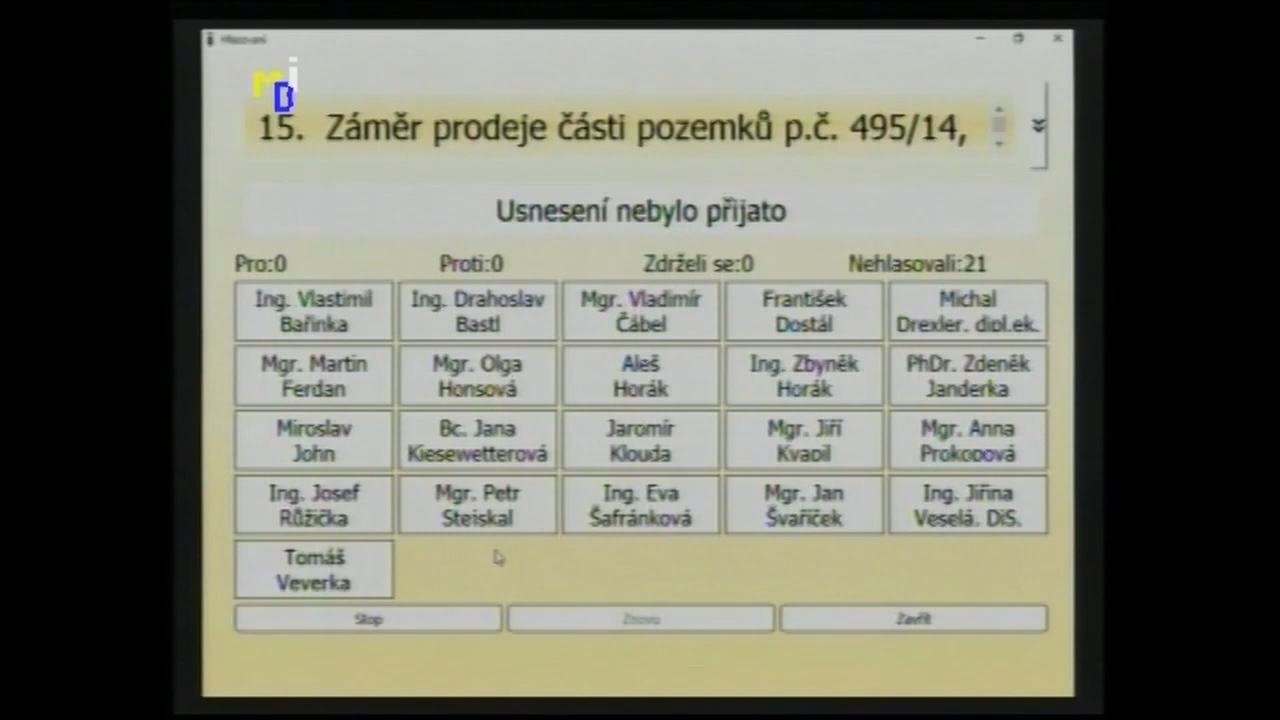 Hlasování
MiD
15. Záměr prodeje části pozemků p.č. 495/14,
Usnesení nebylo přijato
Pro:0 Proti:0 Zdrželi se:0 Nehlasovali:21
Ing. Vlastimil Bařinka
Ing. Drahoslav Bastl
Mgr. Vladimír Čábel
František Dostál
Michal Drexler, dipl.ek.
Mgr. Martin Ferdan
Mgr. Olga Honsová
Aleš Horák
Ing. Zbyněk Horák
PhDr. Zdeněk Janderka
Miroslav John
Bc. Jana Kiesewetterová
Jaromír Klouda
Mgr. Jiří Kvapil
Mgr. Anna Prokopová
Ing. Josef Růžička
Mgr. Petr Stejskal
Ing. Eva Šafránková
Mgr. Jan Švaříček
Ing. Jiřina Veselá, DiS.
Tomáš Veverka
Stop Znovu Zavřít